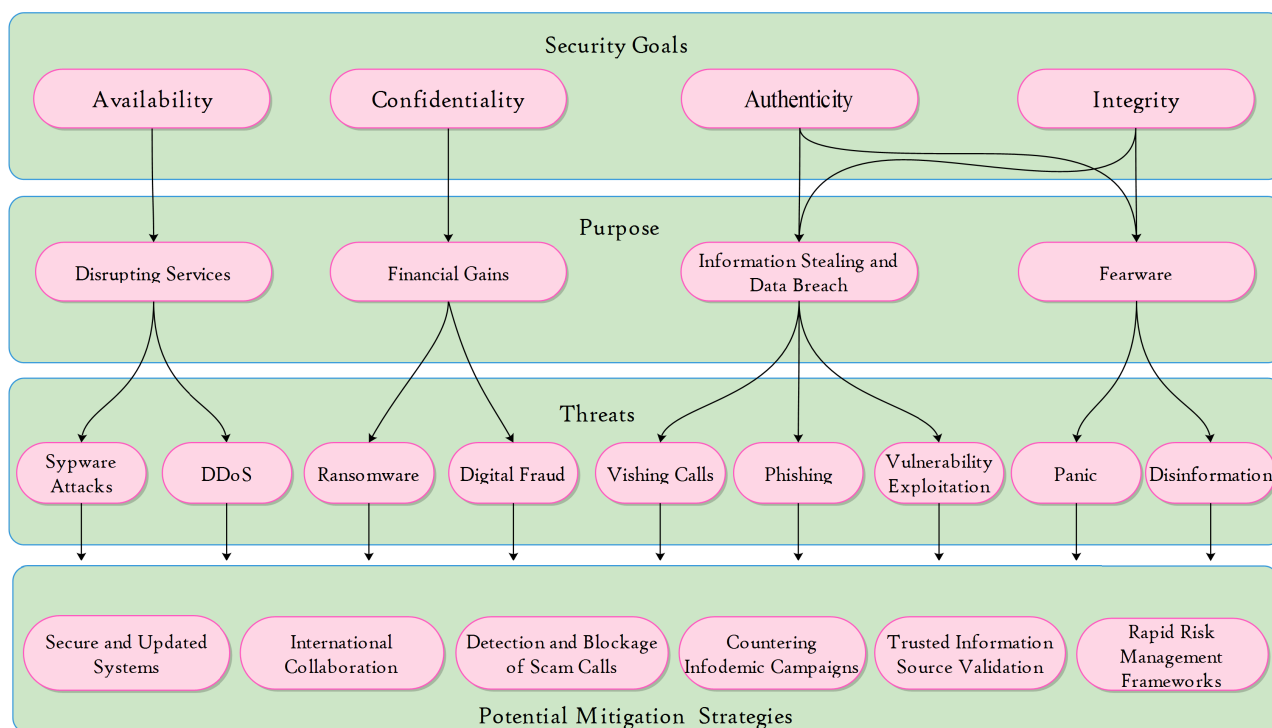 Security Goals
Availability
Confidentiality
Authenticity
Integrity
Purpose
Disrupting Services
Financial Gains
Information Stealing and
Data Breach
Fearware
Threats
Sypware
Attacks
DDoS
Ransomware
Digital Fraud
Vishing Calls
Phishing
Vulnerability
Exploitation
Panic
Disinformation
Secure and Updated
Systems
International
Collaboration
Detection and Blockage
of Scam Calls
Countering
Infodemic Campaigns
Trusted Information
Source Validation
Rapid Risk
Management
Frameworks
Potential Mitigation Strategies